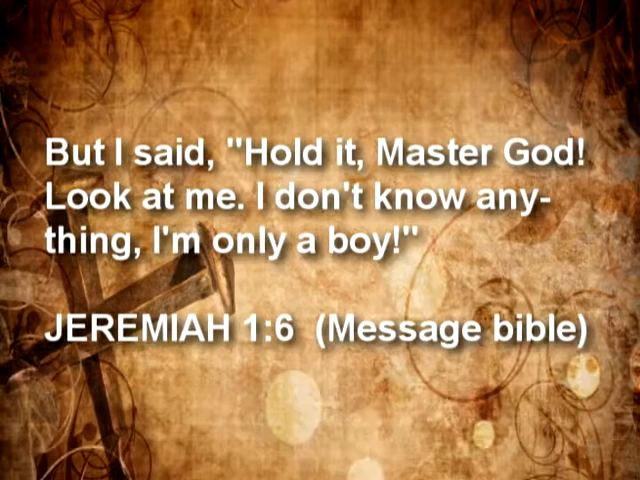 But I said, "Hold it, Master God!
Look at me. I don't know any-
thing, I'm only a boy!"
JEREMIAH 1:6 (Message bible)